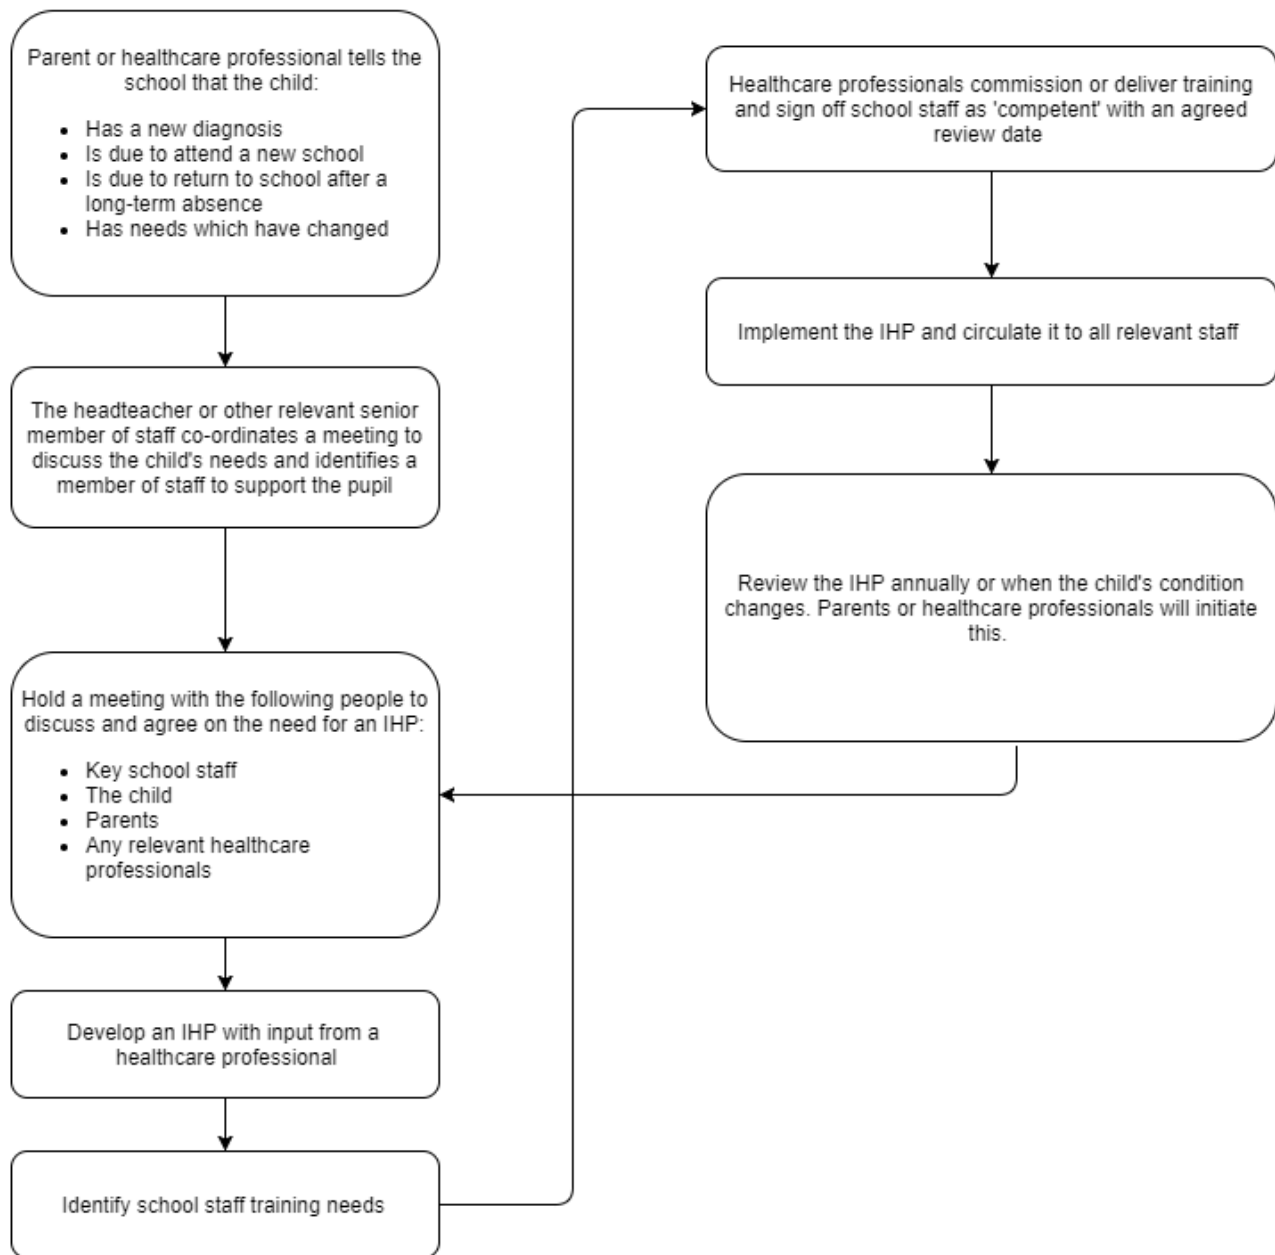 Parent or healthcare professional tells the
school that the child:
• Has a new diagnosis
• Is due to attend a new school
• Is due to return to school after a
long-term absence
• Has needs which have changed
The headteacher or other relevant senior
member of staff co-ordinates a meeting to
discuss the child's needs and identifies a
member of staff to support the pupil
Hold a meeting with the following people to
discuss and agree on the need for an IHP:
• Key school staff
• The child
• Parents
• Any relevant healthcare
professionals
Develop an IHP with input from a
healthcare professional
Identify school staff training needs
Healthcare professionals commission or deliver training
and sign off school staff as 'competent' with an agreed
review date
Implement the IHP and circulate it to all relevant staff
Review the IHP annually or when the child's condition
changes. Parents or healthcare professionals will initiate
this.